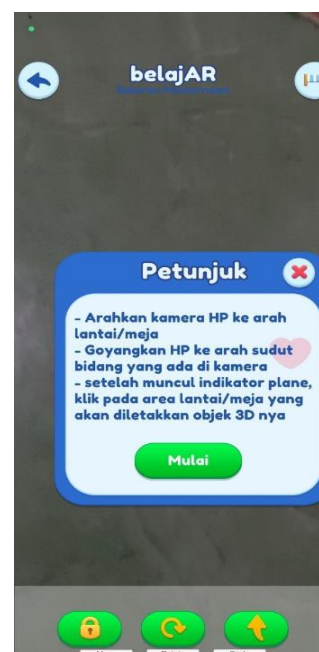 belajAR
Petunjuk
- Arahkan kamera HP ke arah
lantai/meja
- Goyangkan HP ke arah sudut
bidang yang ada di kamera
- setelah muncul indikator plane,
klik pada area lantai/meja yang
akan diletakkan objek 3D nya
Mulai